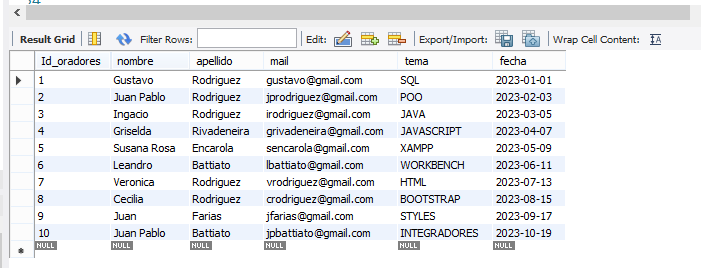 Result Grid Filter Rows: Edit: Export/Import: Wrap Cell Content:
Id_oradores nombre apellido mail tema fecha
1 Gustavo Rodriguez gustavo@gmail.com SQL 2023-01-01
2 Juan Pablo Rodriguez jprodriguez@gmail.com POO 2023-02-03
3 Ingacio Rodriguez irodriguez@gmail.com JAVA 2023-03-05
4 Griselda Rivadeneira grivadeneira@gmail.com JAVASCRIPT 2023-04-07
5 Susana Rosa Encarola sencarola@gmail.com XAMPP 2023-05-09
6 Leandro Battiato lbattiato@gmail.com WORKBENCH 2023-06-11
7 Veronica Rodriguez vrodriguez@gmail.com HTML 2023-07-13
8 Cecilia Rodriguez crodriguez@gmail.com BOOTSTRAP 2023-08-15
9 Juan Farias jfarias@gmail.com STYLES 2023-09-17
10 Juan Pablo Battiato jpbattiato@gmail.com INTEGRADORES 2023-10-19
NULL NULL NULL NULL NULL NULL